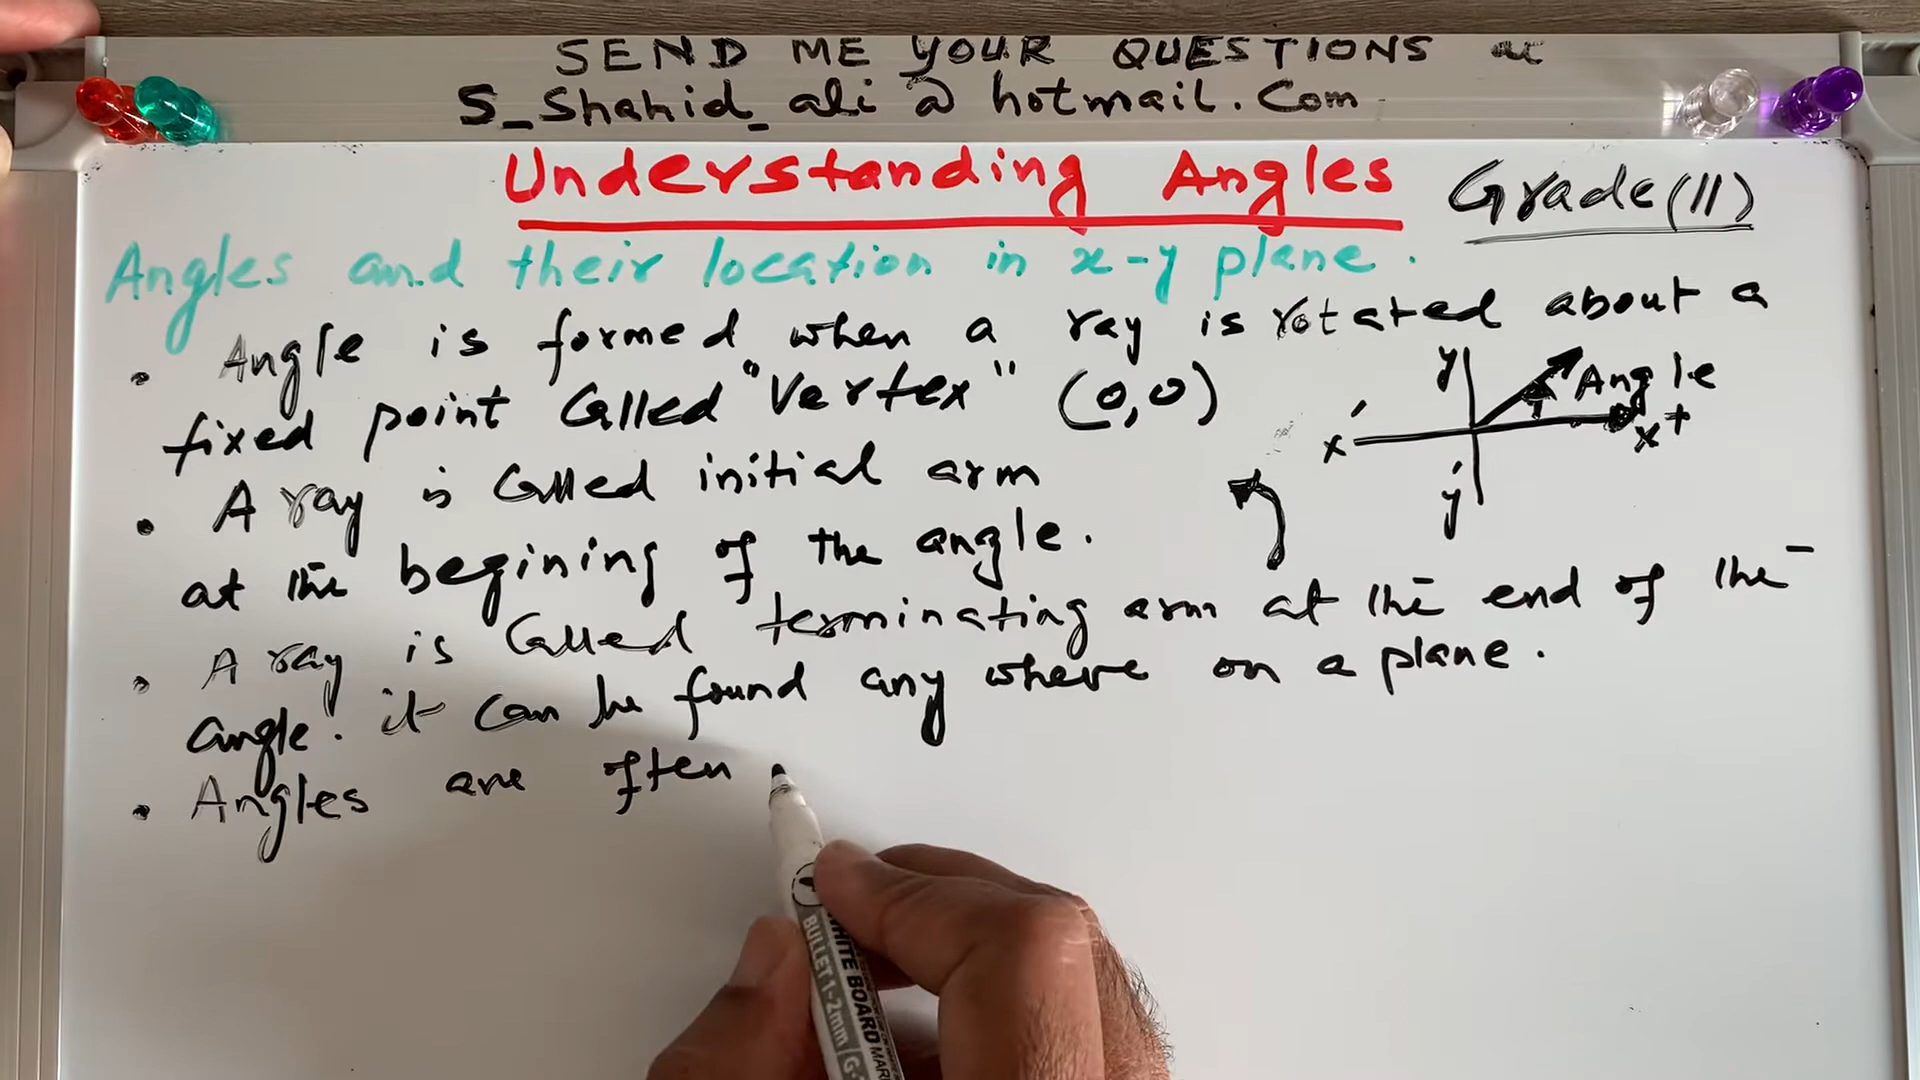 SEND ME YOUR QUESTIONS at
S_Shahid_ali@hotmail.Com
Understanding Angles
Grade(11)
Angles and their location in x-y plane.
• Angle is formed when a ray is rotated about a
fixed point Called "Vertex" (0,0)
y
Angle
x'
x+
y'
• A ray is Called initial arm
at the begining of the angle.
• A ray is Called terminating arm at the end of the
angle. it can be found any where on a plane.
• Angles are often
WHITE BOARD MAR
BULLET 1-2mm G-